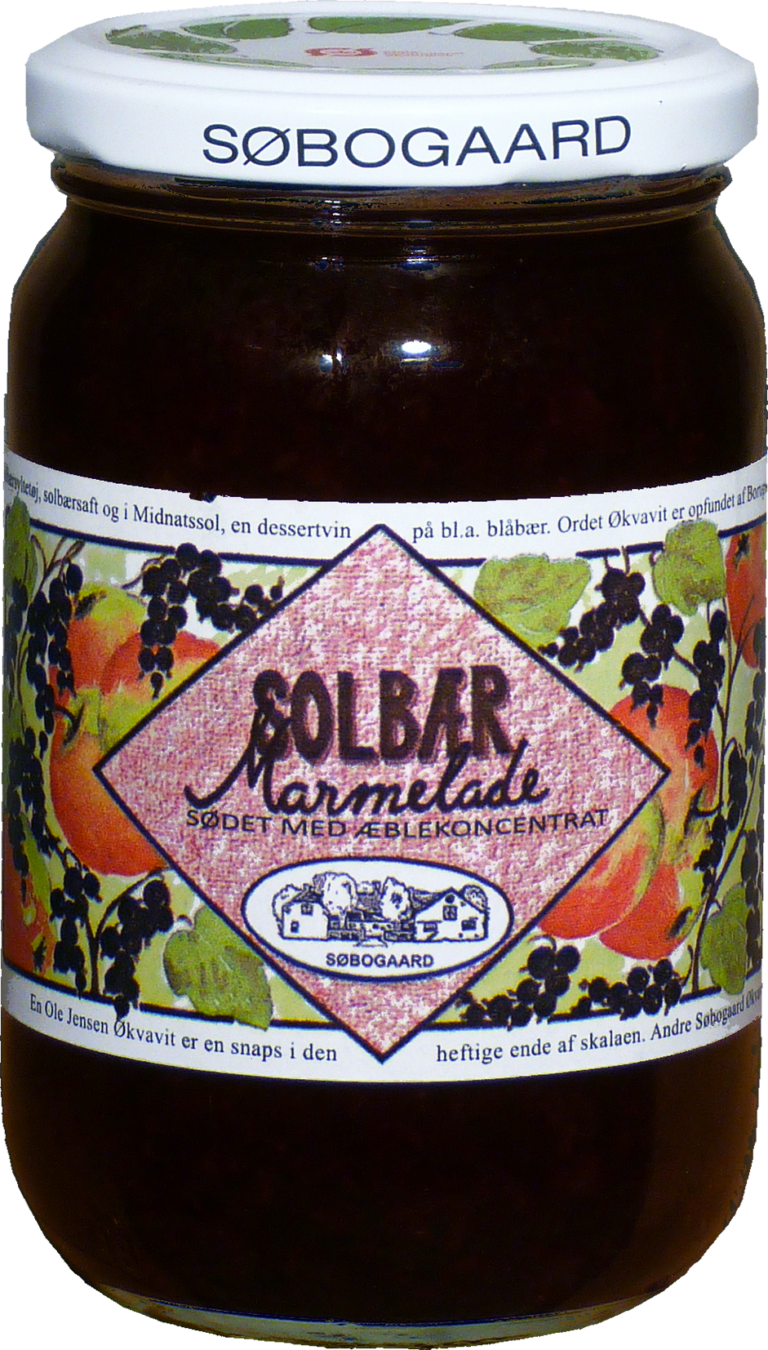 SØBOGAARD
solbærsaft og i Midnatssol, en dessertvin
på bl.a. blåbær. Ordet Økvavit er opfundet af
SOLBÆR
Marmelade
SØDET MED ÆBLEKONCENTRAT
SØBOGAARD
En Ole Jensen Økvavit er en snaps i den
heftige ende af skalaen. Andre Søbogaard